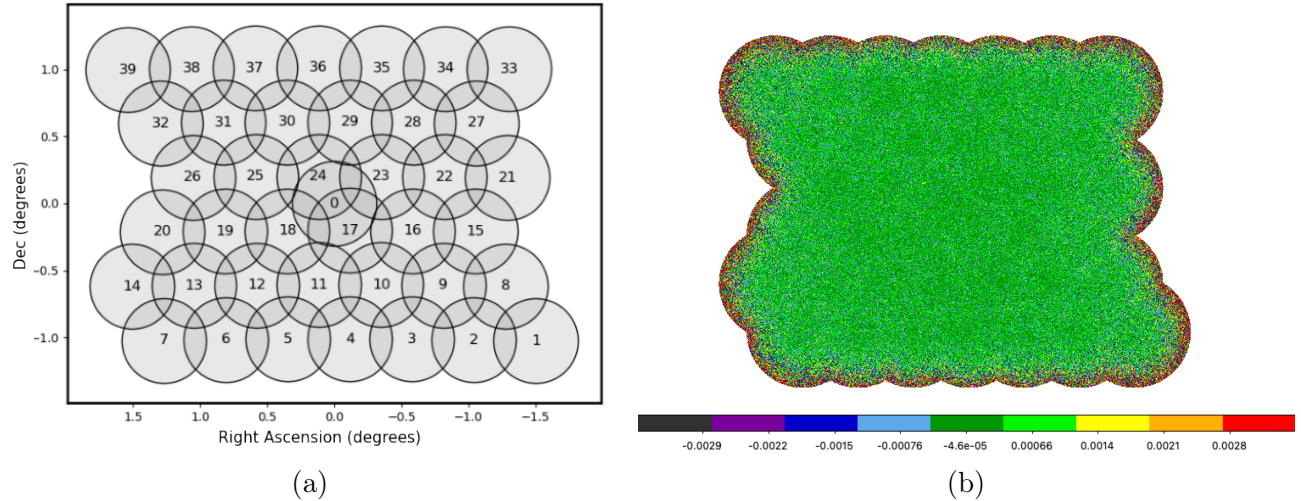 1.0
0.5
0.0
−0.5
−1.0
Dec (degrees)
39 38 37 36 35 34 33
32 31 30 29 28 27
26 25 24 23 22 21
0
20 19 18 17 16 15
14 13 12 11 10 9 8
7 6 5 4 3 2 1
1.5 1.0 0.5 0.0 −0.5 −1.0 −1.5
Right Ascension (degrees)
(a)
-0.0029 -0.0022 -0.0015 -0.00076 -4.6e-05 0.00066 0.0014 0.0021 0.0028
(b)